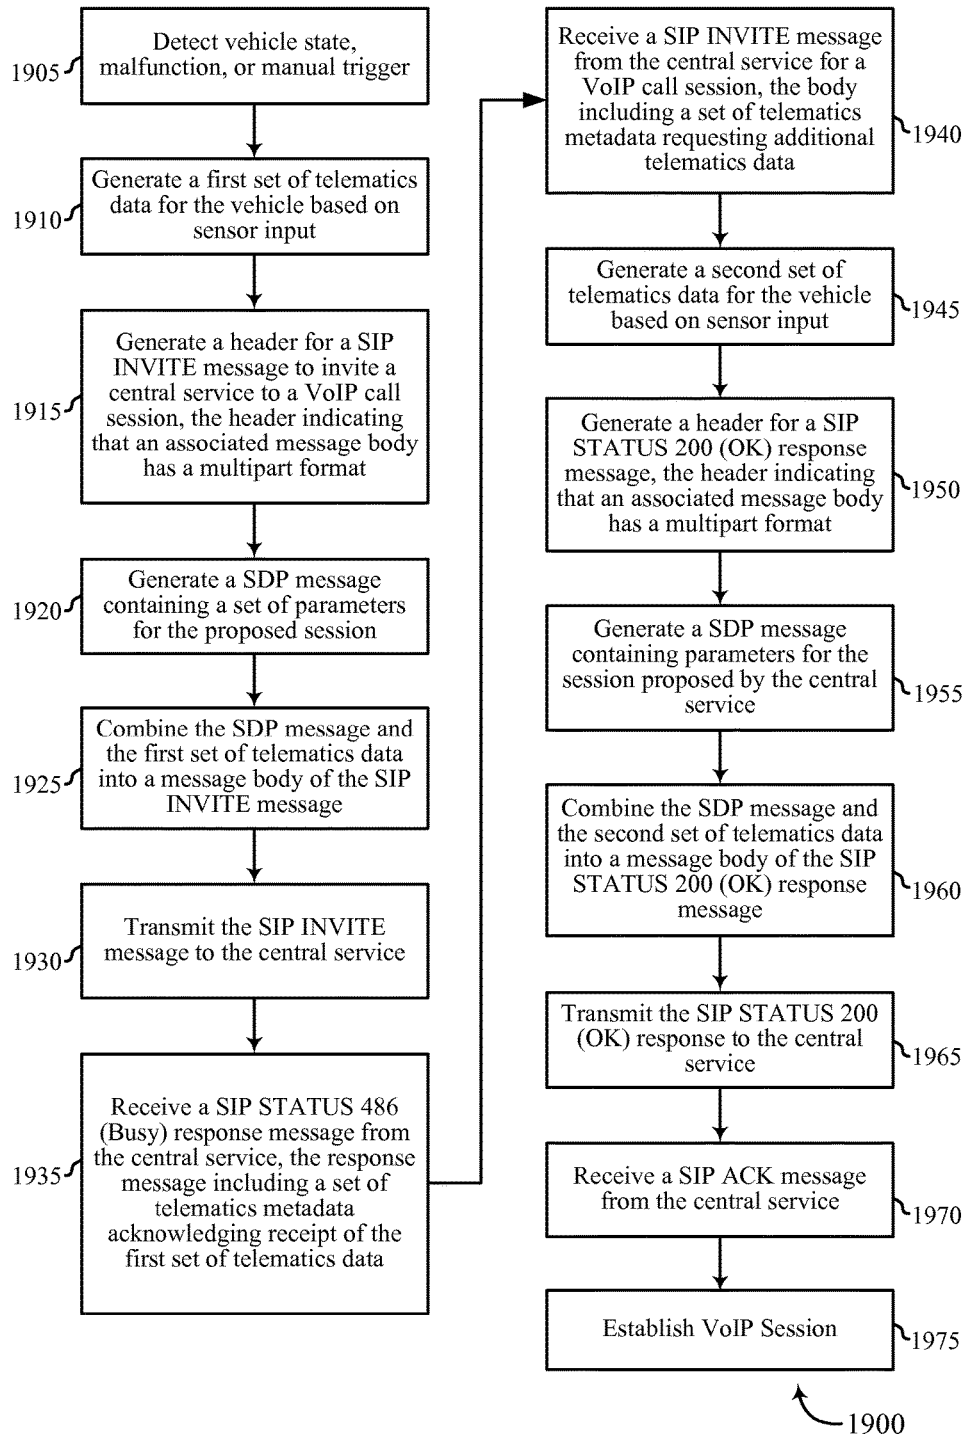 Detect vehicle state,
malfunction, or manual trigger
1905
Generate a first set of telematics
data for the vehicle based on
sensor input
1910
Generate a header for a SIP
INVITE message to invite a
central service to a VoIP call
session, the header indicating
that an associated message body
has a multipart format
1915
Generate a SDP message
containing a set of parameters
for the proposed session
1920
Combine the SDP message and
the first set of telematics data
into a message body of the SIP
INVITE message
1925
Transmit the SIP INVITE
message to the central service
1930
Receive a SIP STATUS 486
(Busy) response message from
the central service, the response
message including a set of
telematics metadata
acknowledging receipt of the
first set of telematics data
1935
Receive a SIP INVITE message
from the central service for a
VoIP call session, the body
including a set of telematics
metadata requesting additional
telematics data
1940
Generate a second set of
telematics data for the vehicle
based on sensor input
1945
Generate a header for a SIP
STATUS 200 (OK) response
message, the header indicating
that an associated message body
has a multipart format
1950
Generate a SDP message
containing parameters for the
session proposed by the central
service
1955
Combine the SDP message and
the second set of telematics data
into a message body of the SIP
STATUS 200 (OK) response
message
1960
Transmit the SIP STATUS 200
(OK) response to the central
service
1965
Receive a SIP ACK message
from the central service
1970
Establish VoIP Session
1975
1900